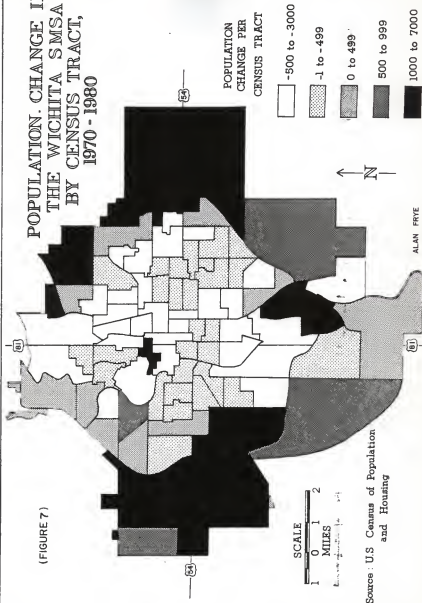 (FIGURE 7)
POPULATION CHANGE I
THE WICHITA SMSA
BY CENSUS TRACT,
1970 - 1980
81
54
54
81
POPULATION
CHANGE PER
CENSUS TRACT
-500 to -3000
-1 to -499
0 to 499
500 to 999
1000 to 7000
N
ALAN FRYE
SCALE
1 0 1 2
MILES
Source : U.S Census of Population
and Housing